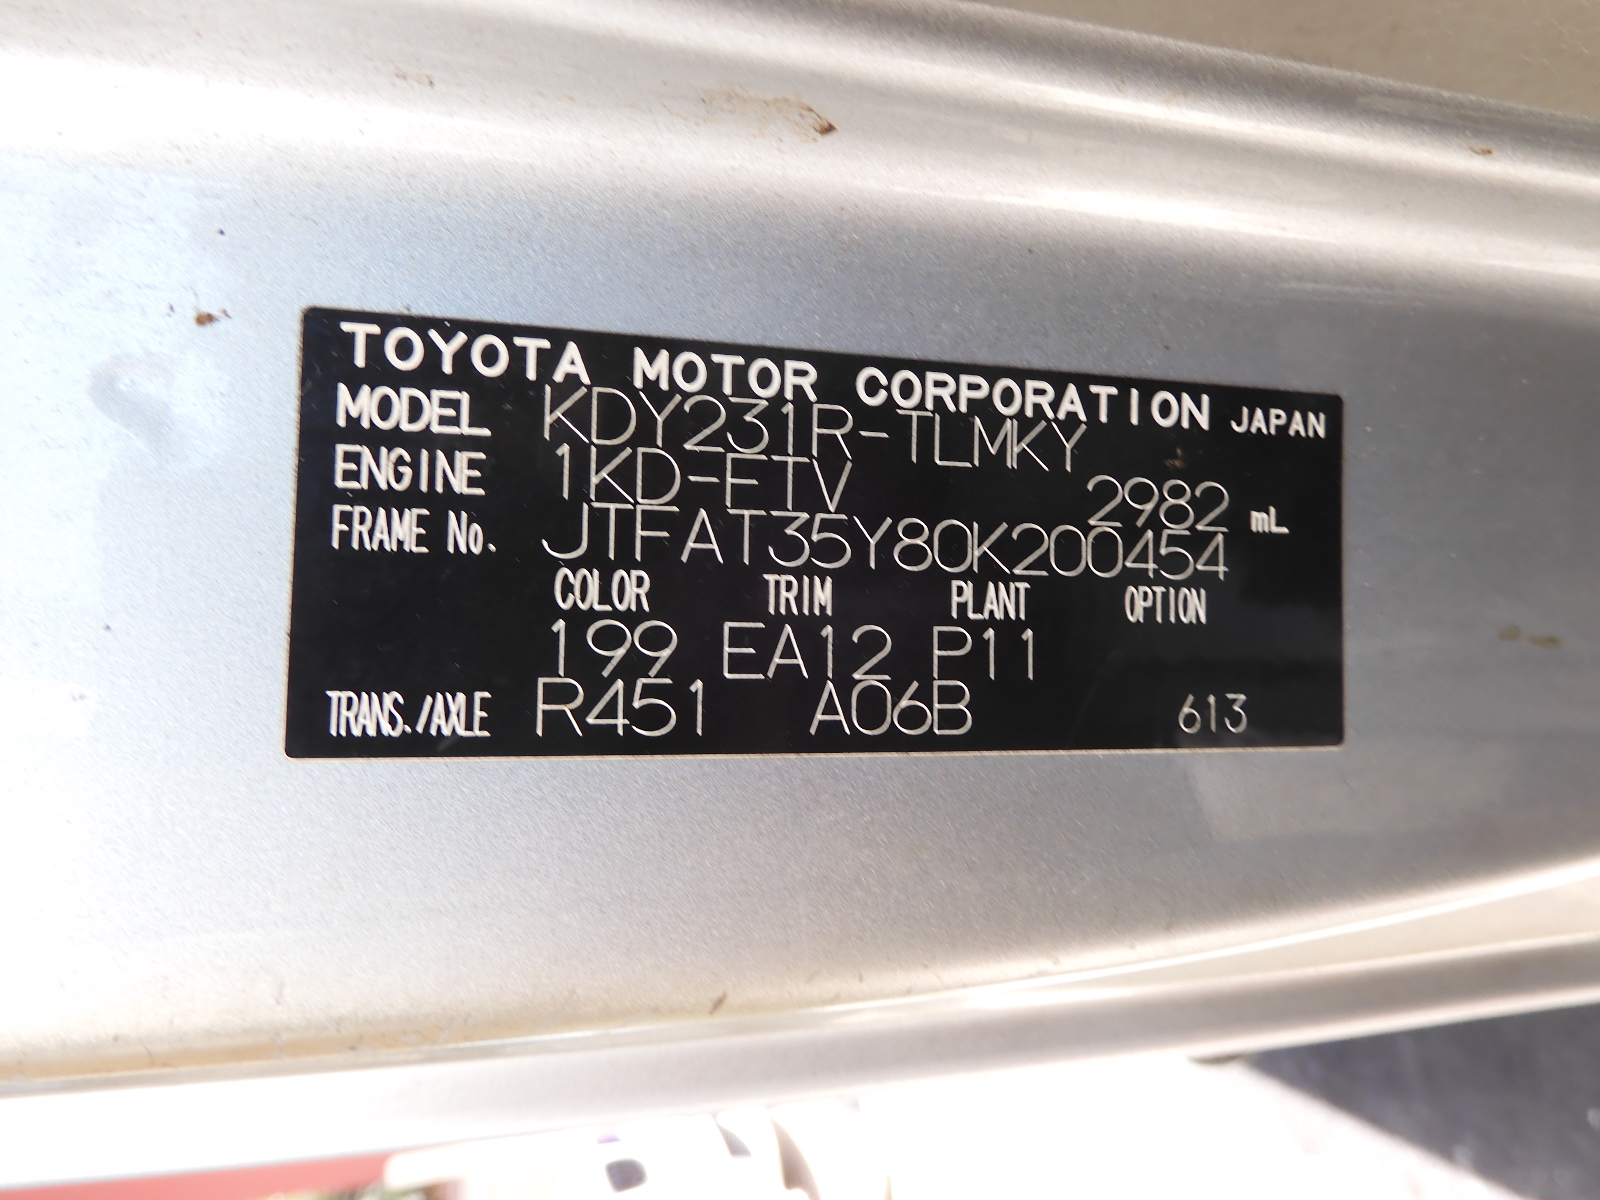 TOYOTA MOTOR CORPORATION JAPAN
MODEL KDY231R-TLMKY
ENGINE 1KD-FTV 2982 mL
FRAME No. JTFAT35Y80K200454
COLOR TRIM PLANT OPTION
199 EA12 P11
TRANS./AXLE R451 A06B 613